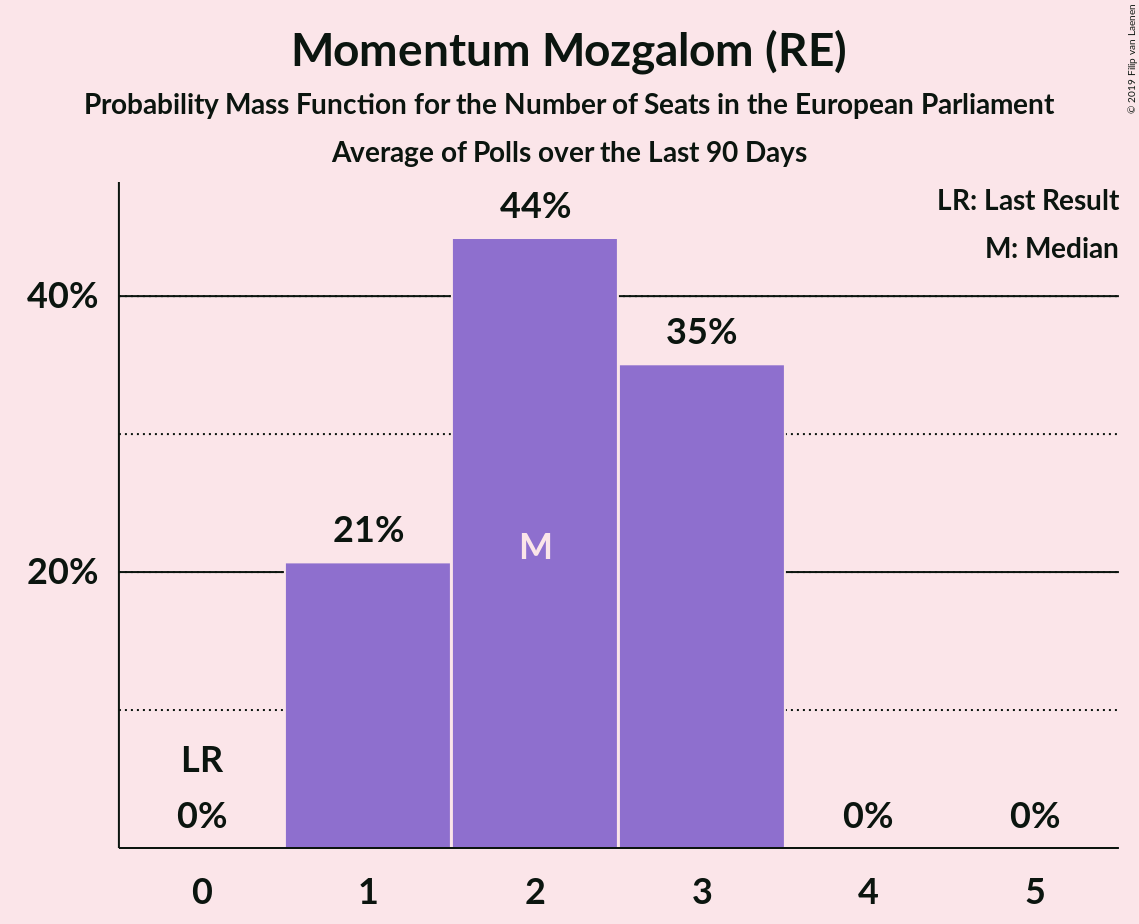 Momentum Mozgalom (RE)
Probability Mass Function for the Number of Seats in the European Parliament
Average of Polls over the Last 90 Days
© 2019 Filip van Laenen
LR: Last Result
M: Median
44%
40%
35%
21%
M
20%
LR
0%
0%
0%
0
1
2
3
4
5